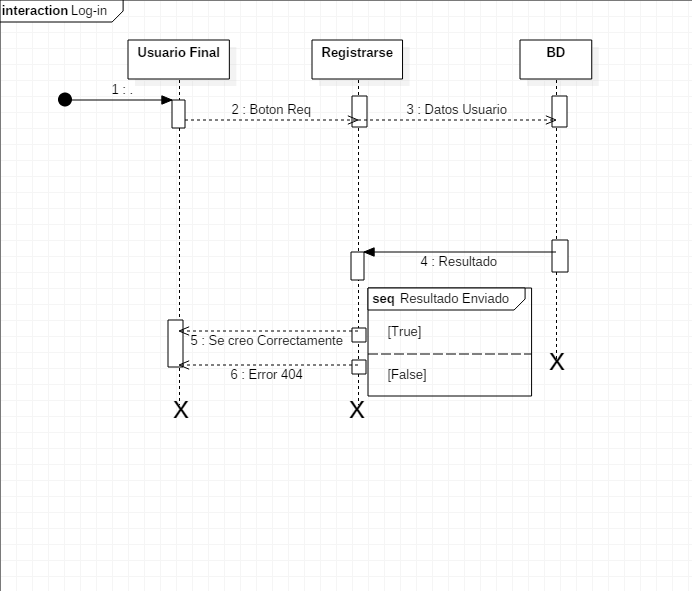 interaction Log-in
Usuario Final
Registrarse
BD
1 : .
2 : Boton Req
3 : Datos Usuario
4 : Resultado
seq Resultado Enviado
[True]
5 : Se creo Correctamente
6 : Error 404
[False]
X
X
X